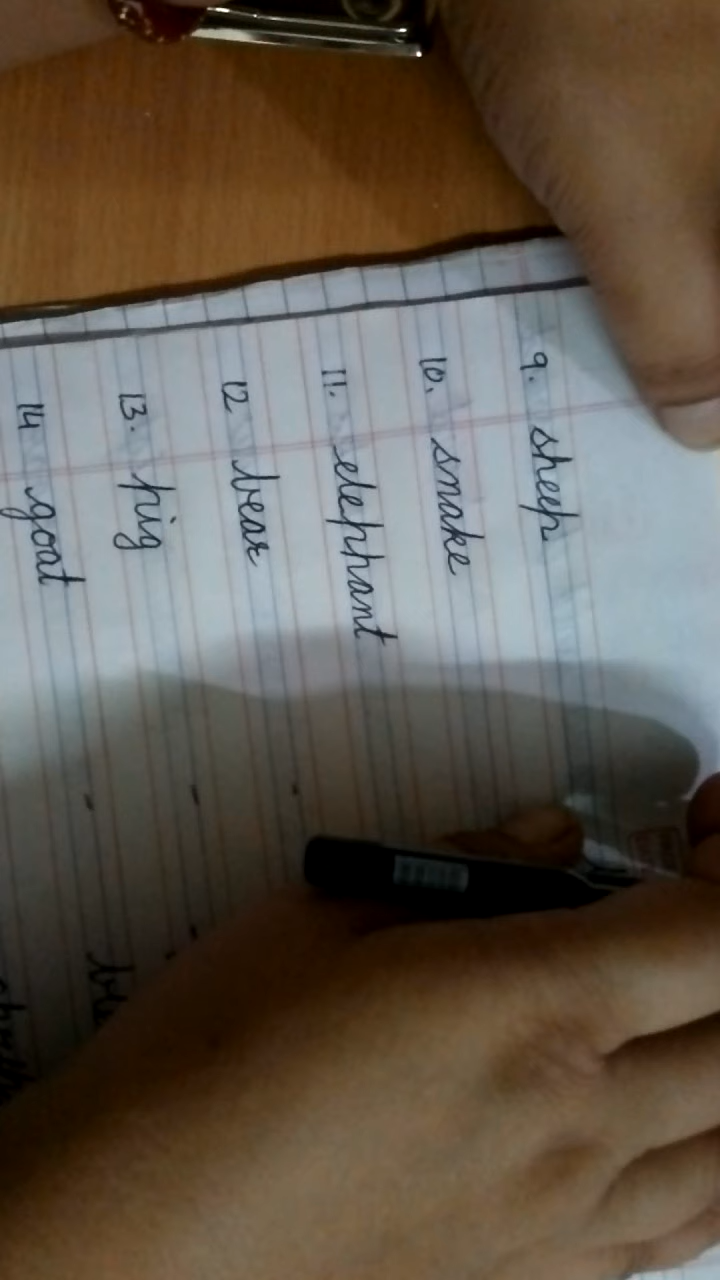 9. sheep
10. snake
11. elephant
12 bear -
13. pig -
14 goat -